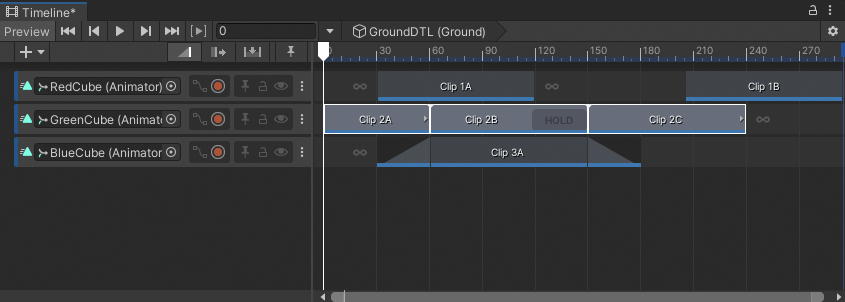 Timeline*
Preview
0
GroundDTL (Ground)
0 30 60 90 120 150 180 210 240 270
RedCube (Animator)
Clip 1A
Clip 1B
GreenCube (Animat
Clip 2A
Clip 2B
HOLD
Clip 2C
BlueCube (Animator
Clip 3A